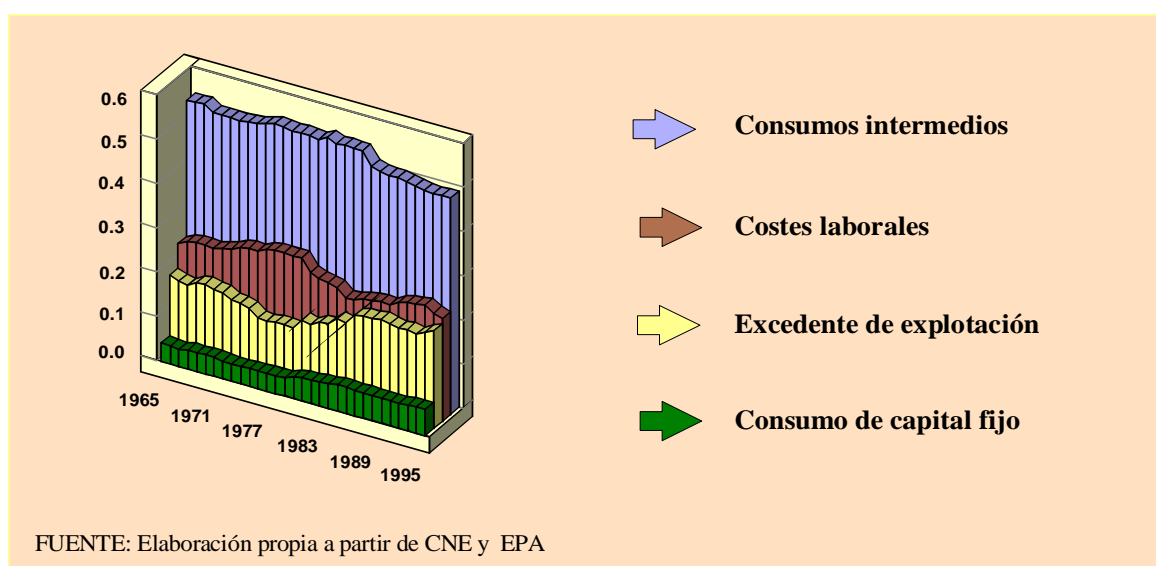 0.6
0.5
0.4
0.3
0.2
0.1
0.0
1965
1971
1977
1983
1989
1995
Consumos intermedios
Costes laborales
Excedente de explotación
Consumo de capital fijo
FUENTE: Elaboración propia a partir de CNE y EPA